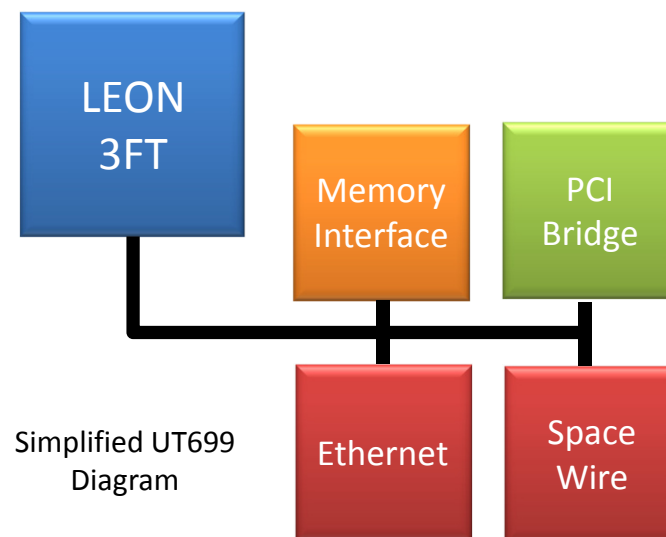 LEON
3FT
Memory
Interface
PCI
Bridge
Simplified UT699
Diagram
Ethernet
Space
Wire